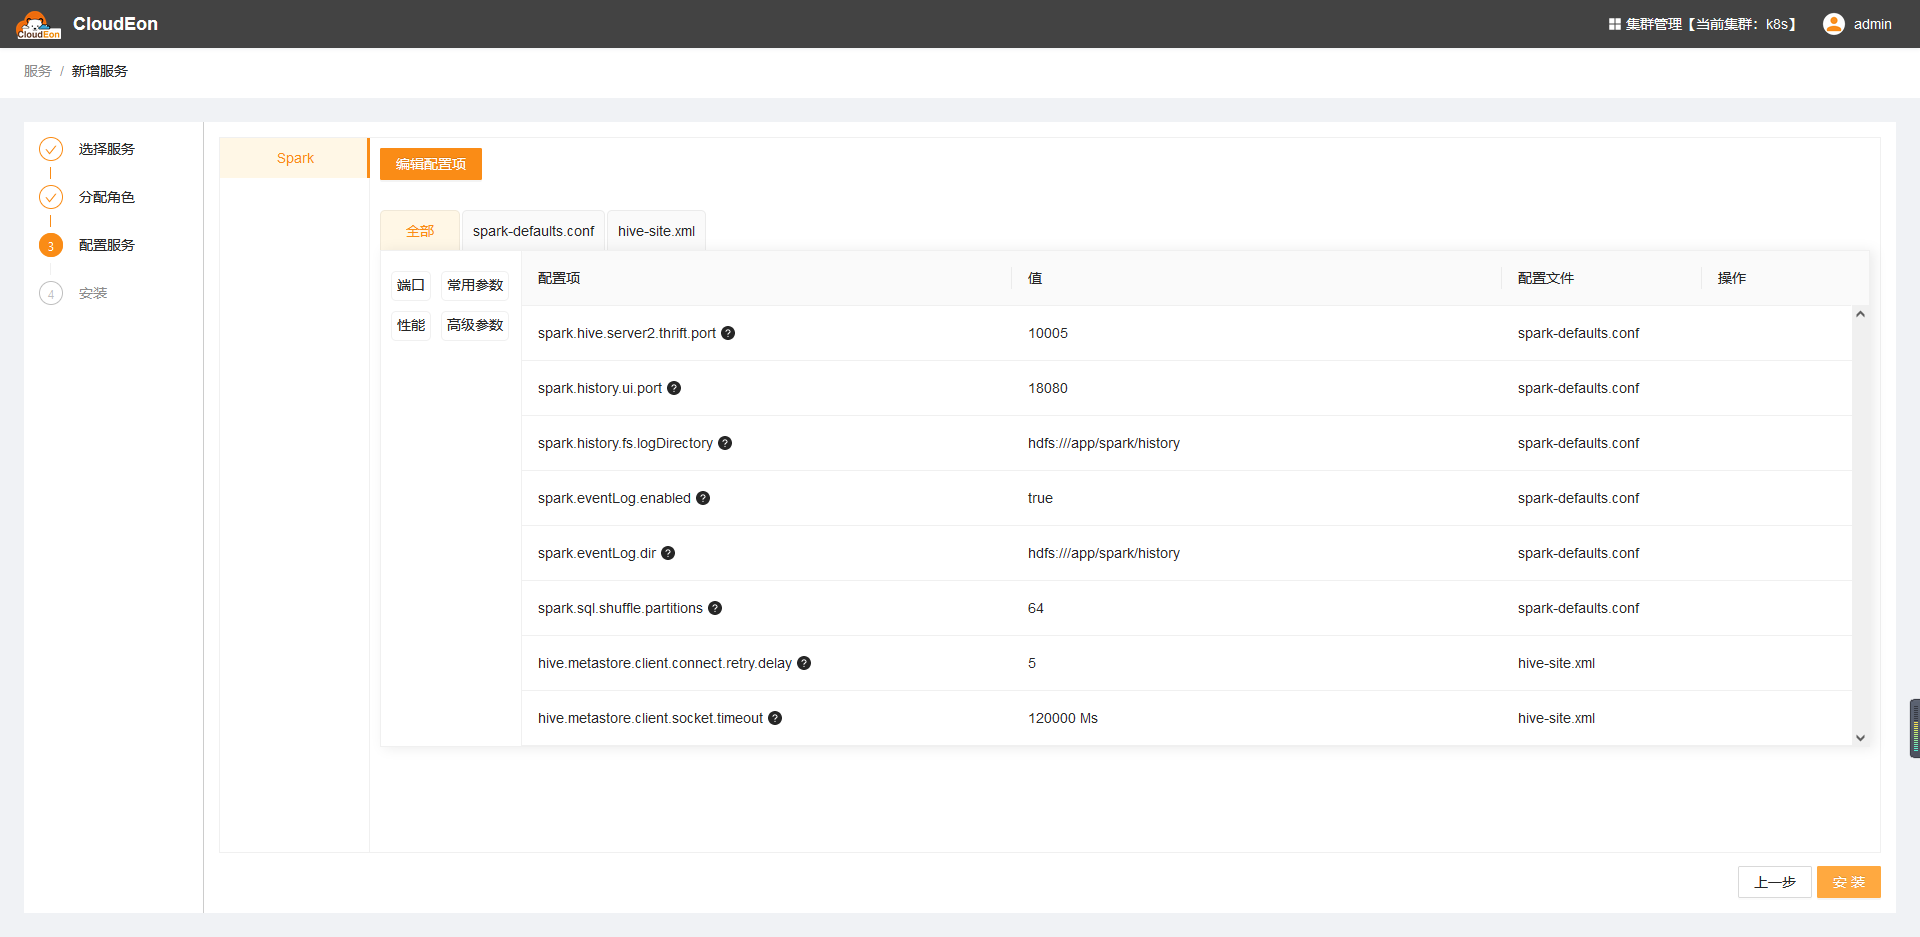 CloudEon
CloudEon
集群管理【当前集群：k8s】
admin
服务 / 新增服务
选择服务
分配角色
3 配置服务
4 安装
Spark
编辑配置项
全部 spark-defaults.conf hive-site.xml
端口 常用参数
性能 高级参数
配置项 值 配置文件 操作
spark.hive.server2.thrift.port ? 10005 spark-defaults.conf
spark.history.ui.port ? 18080 spark-defaults.conf
spark.history.fs.logDirectory ? hdfs:///app/spark/history spark-defaults.conf
spark.eventLog.enabled ? true spark-defaults.conf
spark.eventLog.dir ? hdfs:///app/spark/history spark-defaults.conf
spark.sql.shuffle.partitions ? 64 spark-defaults.conf
hive.metastore.client.connect.retry.delay ? 5 hive-site.xml
hive.metastore.client.socket.timeout ? 120000 Ms hive-site.xml
上一步 安 装